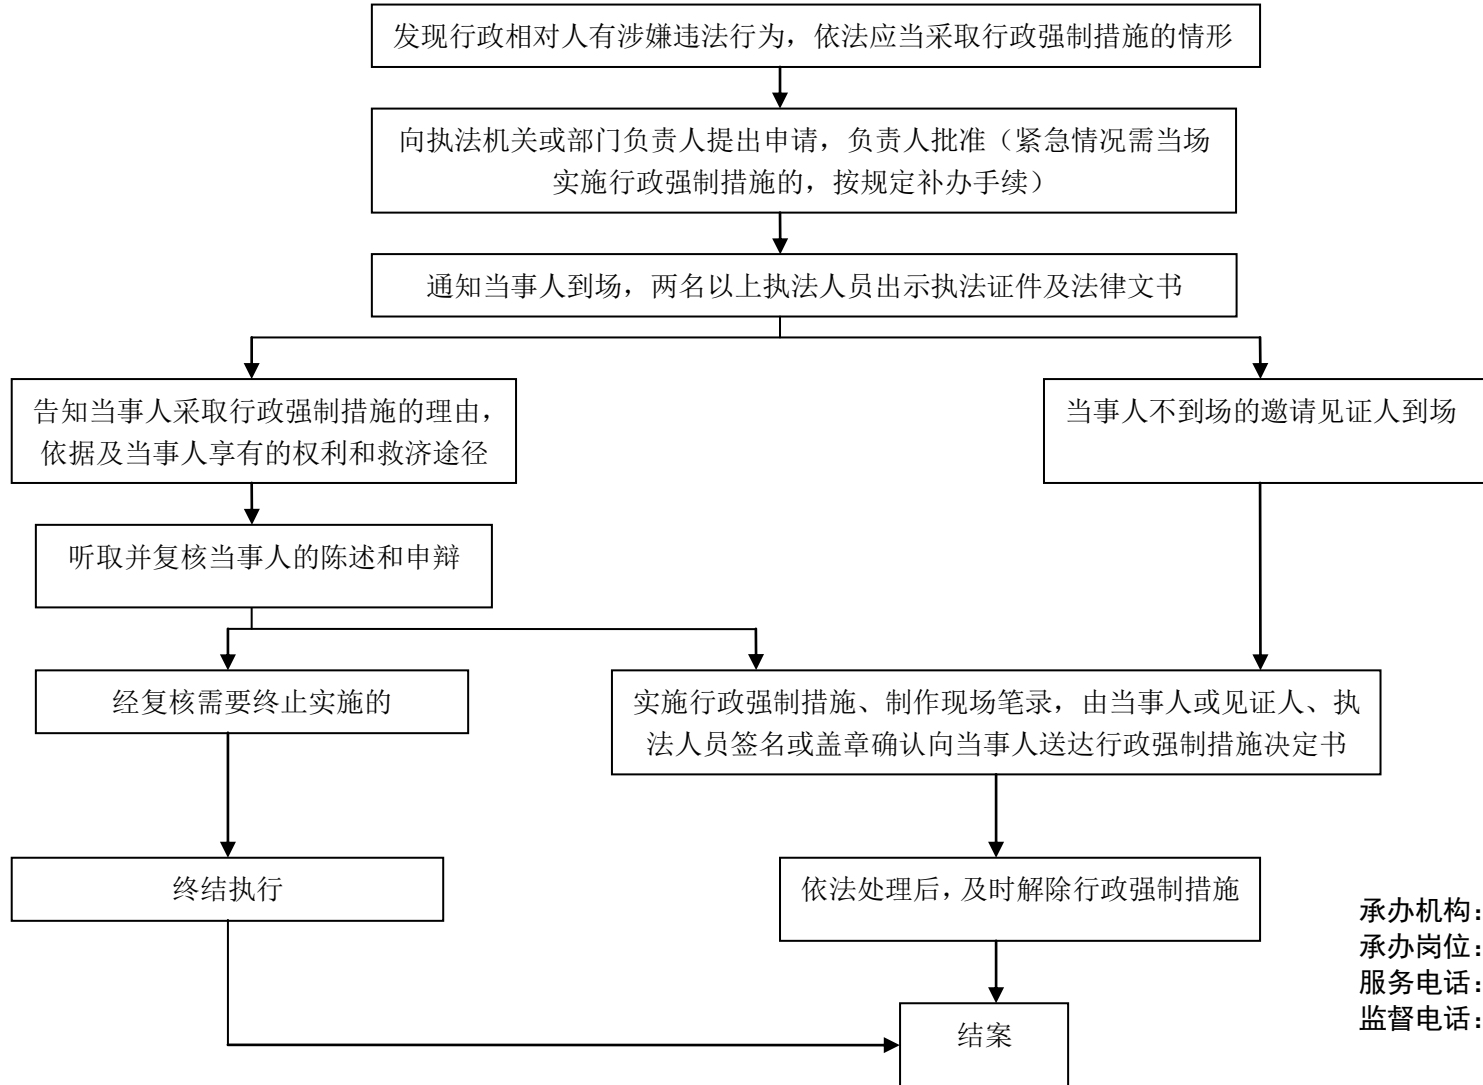 发现行政相对人有涉嫌违法行为，依法应当采取行政强制措施的情形
向执法机关或部门负责人提出申请，负责人批准（紧急情况需当场
实施行政强制措施的，按规定补办手续）
通知当事人到场，两名以上执法人员出示执法证件及法律文书
告知当事人采取行政强制措施的理由，
依据及当事人享有的权利和救济途径
当事人不到场的邀请见证人到场
听取并复核当事人的陈述和申辩
经复核需要终止实施的
实施行政强制措施、制作现场笔录，由当事人或见证人、执
法人员签名或盖章确认向当事人送达行政强制措施决定书
终结执行
依法处理后，及时解除行政强制措施
承办机构：
承办岗位：
服务电话：
监督电话：
结案